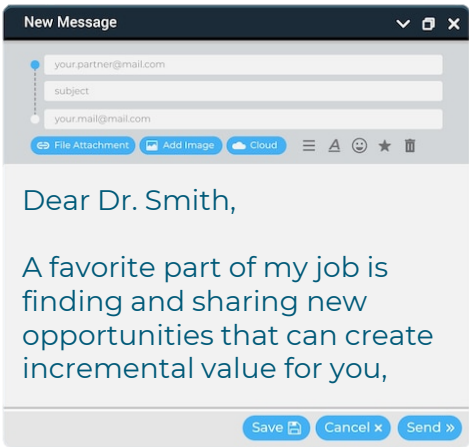 New Message
your.partner@mail.com
subject
your.mail@mail.com
File Attachment Add Image Cloud
Dear Dr. Smith,
A favorite part of my job is
finding and sharing new
opportunities that can create
incremental value for you,
Save Cancel × Send »